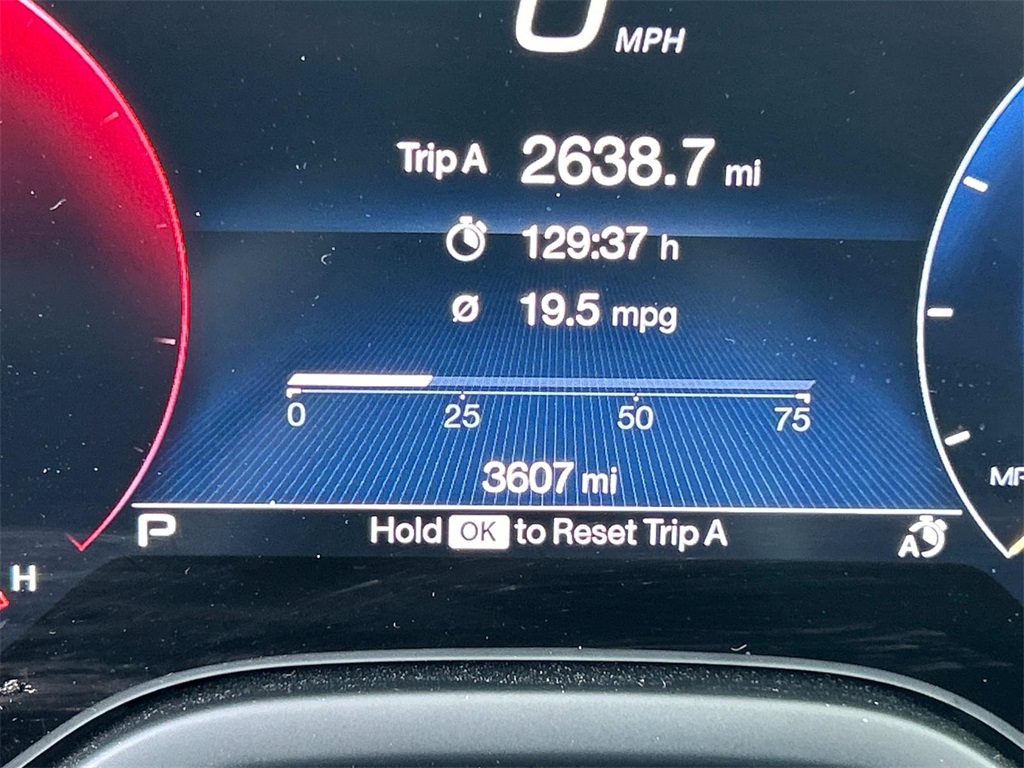 0 MPH
Trip A 2638.7 mi
129:37 h
Ø 19.5 mpg
0 25 50 75
3607 mi
P Hold OK to Reset Trip A A
H